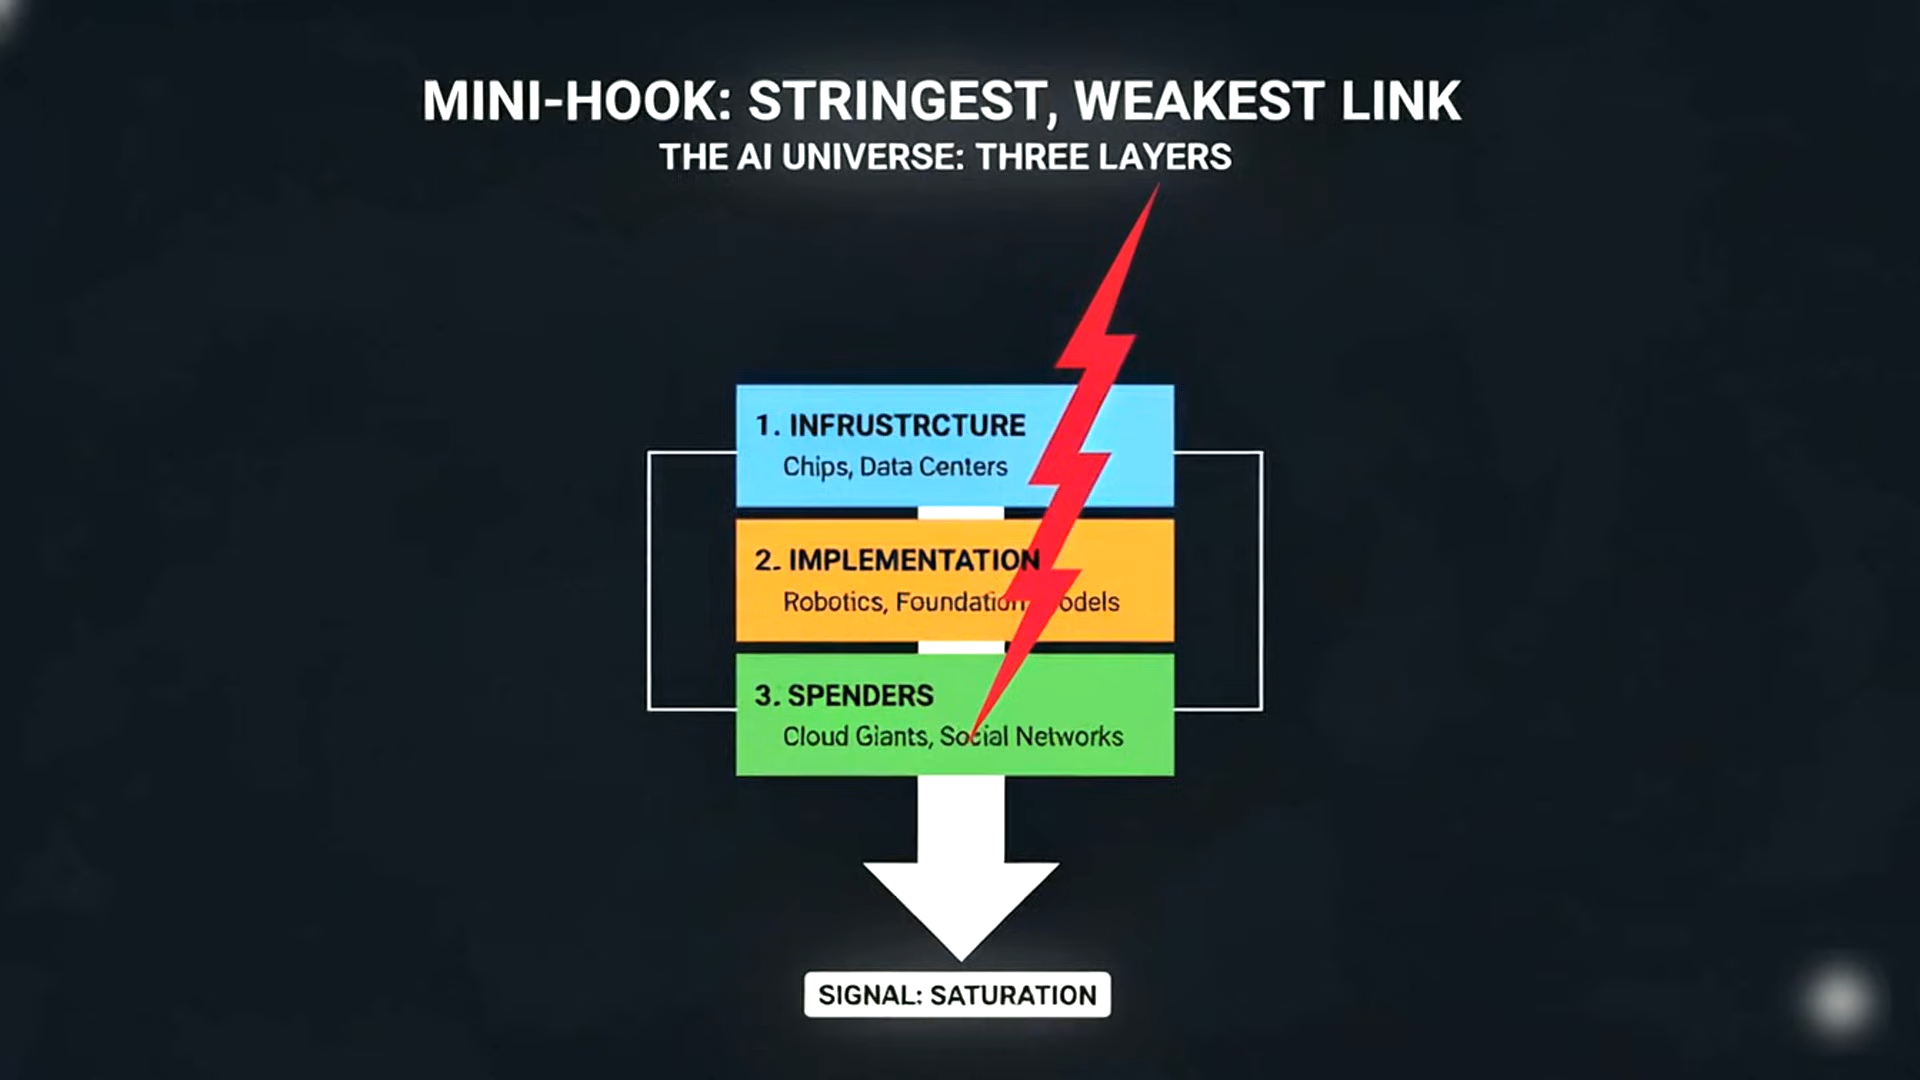 MINI-HOOK: STRINGEST, WEAKEST LINK
THE AI UNIVERSE: THREE LAYERS
1. INFRUSTRCTURE
Chips, Data Centers
2. IMPLEMENTATION
Robotics, Foundation odels
3. SPENDERS
Cloud Giants, Social Networks
SIGNAL: SATURATION